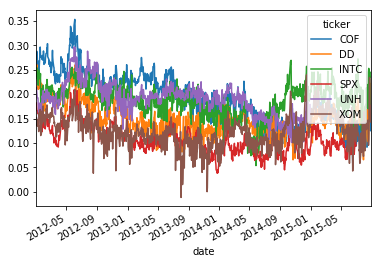 0.35
0.30
0.25
0.20
0.15
0.10
0.05
0.00
ticker
COF
DD
INTC
SPX
UNH
XOM
2012-05
2012-09
2013-01
2013-05
2013-09
2014-01
2014-05
2014-09
2015-01
2015-05
date